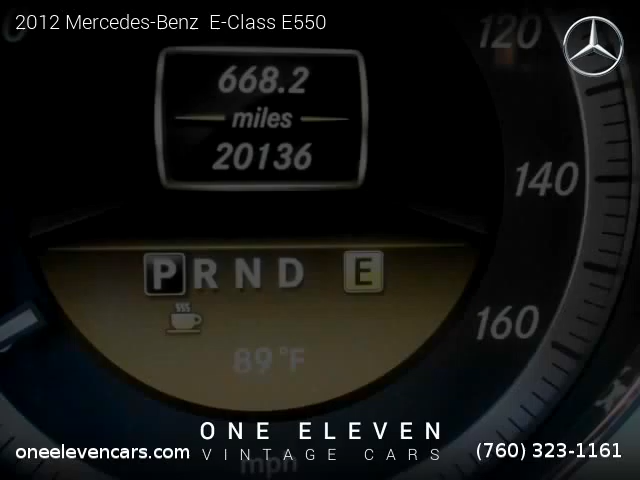 2012 Mercedes-Benz  E-Class E550
120
668.2
miles
20136
140
P R N D E
160
89°F
mph
ONE ELEVEN
VINTAGE CARS
oneelevencars.com
(760) 323-1161